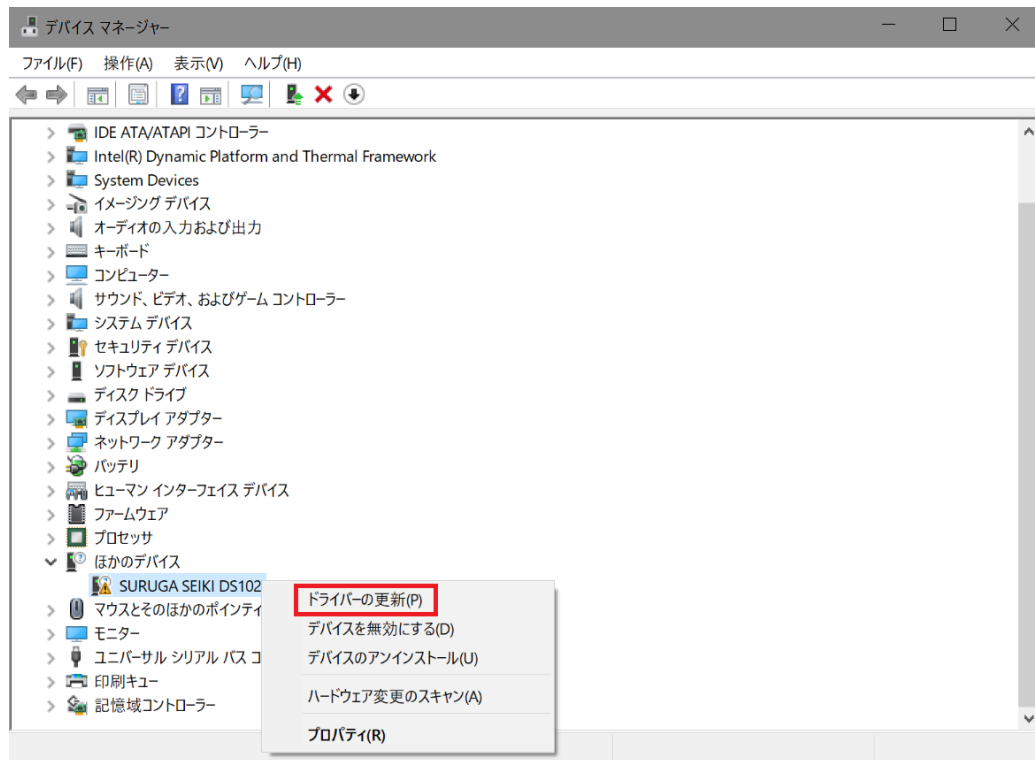 デバイス マネージャー
ファイル(F) 操作(A) 表示(V) ヘルプ(H)
IDE ATA/ATAPI コントローラー
Intel(R) Dynamic Platform and Thermal Framework
System Devices
イメージング デバイス
オーディオの入力および出力
キーボード
コンピューター
サウンド、ビデオ、およびゲーム コントローラー
システム デバイス
セキュリティ デバイス
ソフトウェア デバイス
ディスク ドライブ
ディスプレイ アダプター
ネットワーク アダプター
バッテリ
ヒューマン インターフェイス デバイス
ファームウェア
プロセッサ
ほかのデバイス
SURUGA SEIKI DS102
マウスとそのほかのポインティ
モニター
ユニバーサル シリアル バス コ
印刷キュー
記憶域コントローラー
ドライバーの更新(P)
デバイスを無効にする(D)
デバイスのアンインストール(U)
ハードウェア変更のスキャン(A)
プロパティ(R)